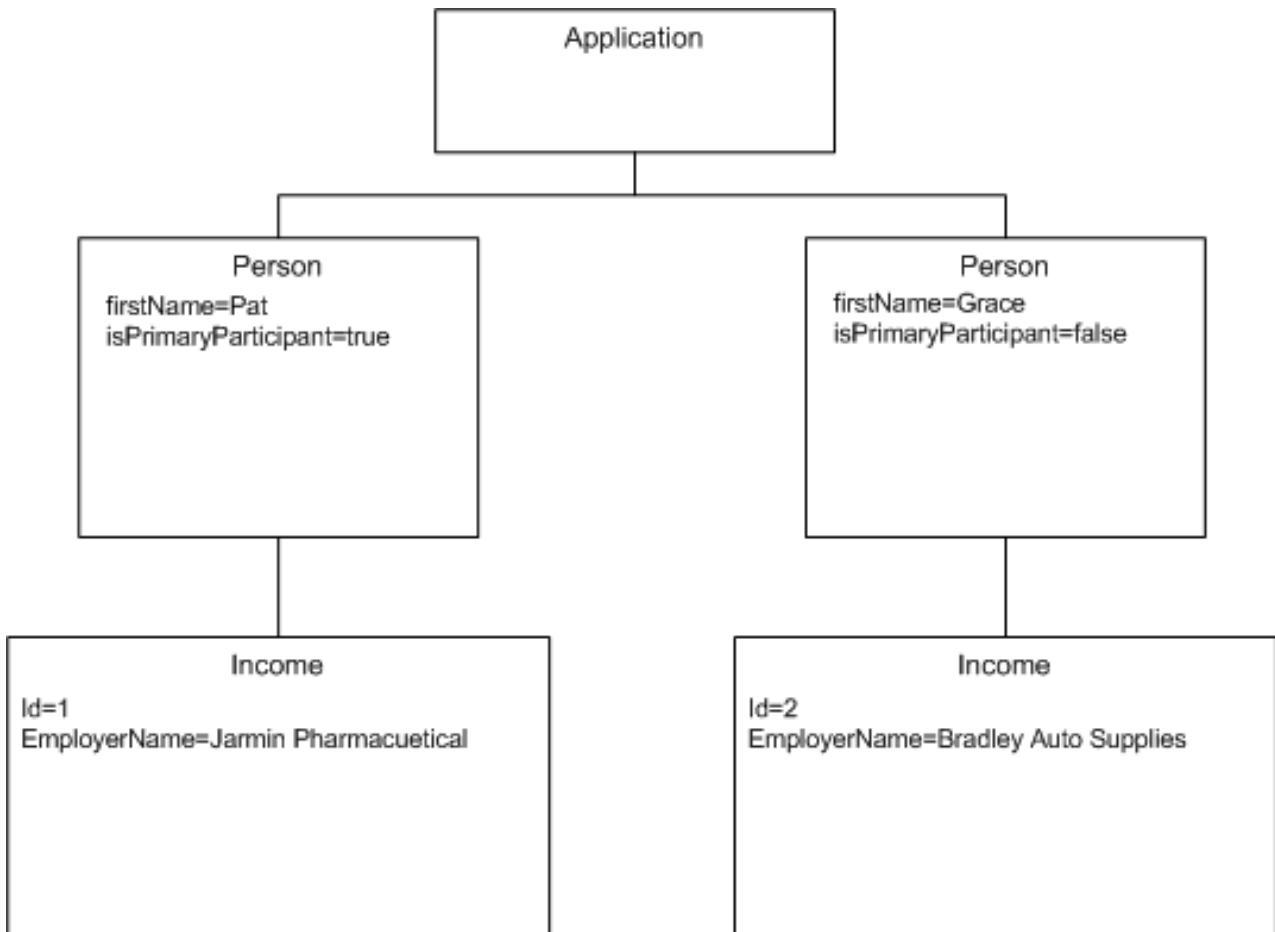 Application
Person
firstName=Pat
isPrimaryParticipant=true
Person
firstName=Grace
isPrimaryParticipant=false
Income
Id=1
EmployerName=Jarmin Pharmacuetical
Income
Id=2
EmployerName=Bradley Auto Supplies